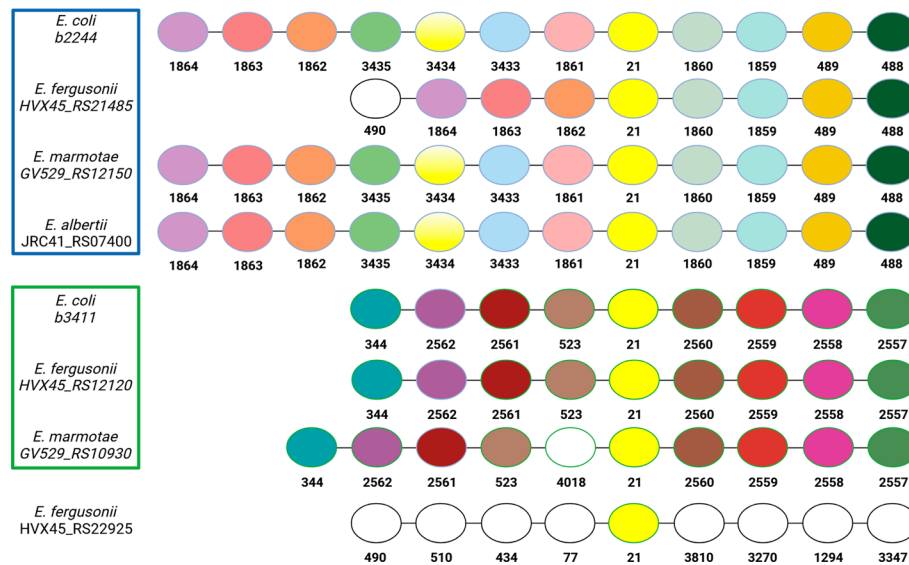 E. coli
b2244
1864 1863 1862 3435 3434 3433 1861 21 1860 1859 489 488
E. fergusonii
HVX45_RS21485
490 1864 1863 1862 21 1860 1859 489 488
E. marmotae
GV529_RS12150
1864 1863 1862 3435 3434 3433 1861 21 1860 1859 489 488
E. albertii
JRC41_RS07400
1864 1863 1862 3435 3434 3433 1861 21 1860 1859 489 488
E. coli
b3411
344 2562 2561 523 21 2560 2559 2558 2557
E. fergusonii
HVX45_RS12120
344 2562 2561 523 21 2560 2559 2558 2557
E. marmotae
GV529_RS10930
344 2562 2561 523 4018 21 2560 2559 2558 2557
E. fergusonii
HVX45_RS22925
490 510 434 77 21 3810 3270 1294 3347